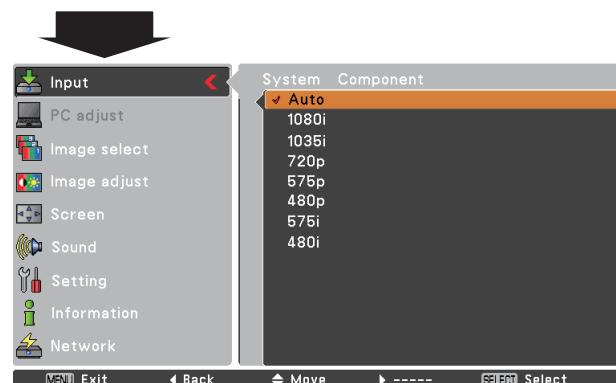 Input
PC adjust
Image select
Image adjust
Screen
Sound
Setting
Information
Network
System Component
Auto
1080i
1035i
720p
575p
480p
575i
480i
MENU Exit Back Move ----- SELECT Select